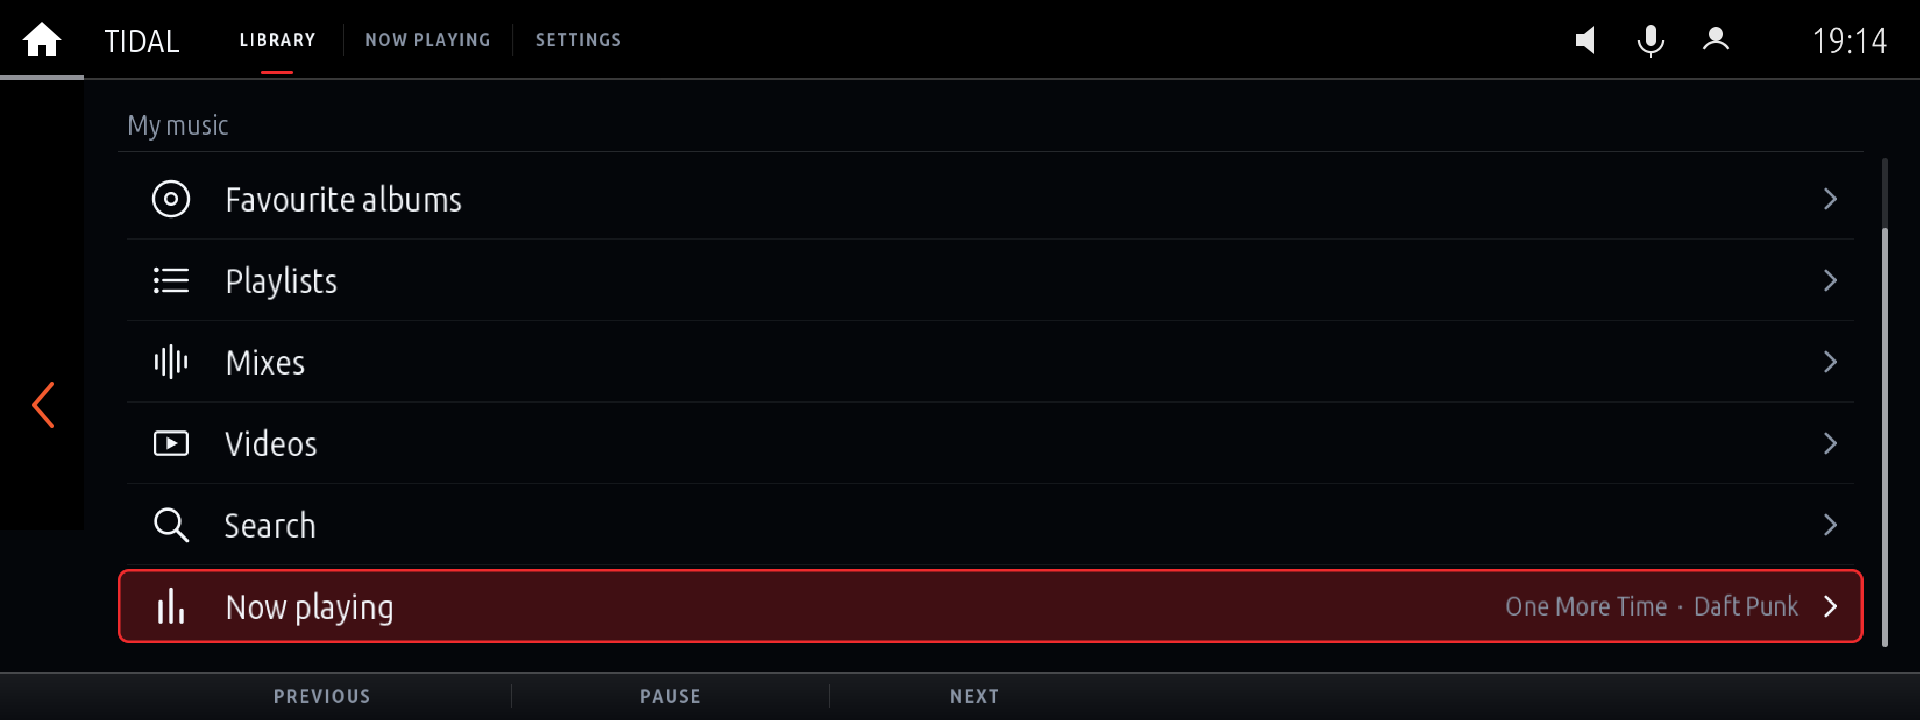 TIDAL LIBRARY NOW PLAYING SETTINGS 19:14
My music
Favourite albums
Playlists
Mixes
Videos
Search
Now playing One More Time · Daft Punk
PREVIOUS PAUSE NEXT